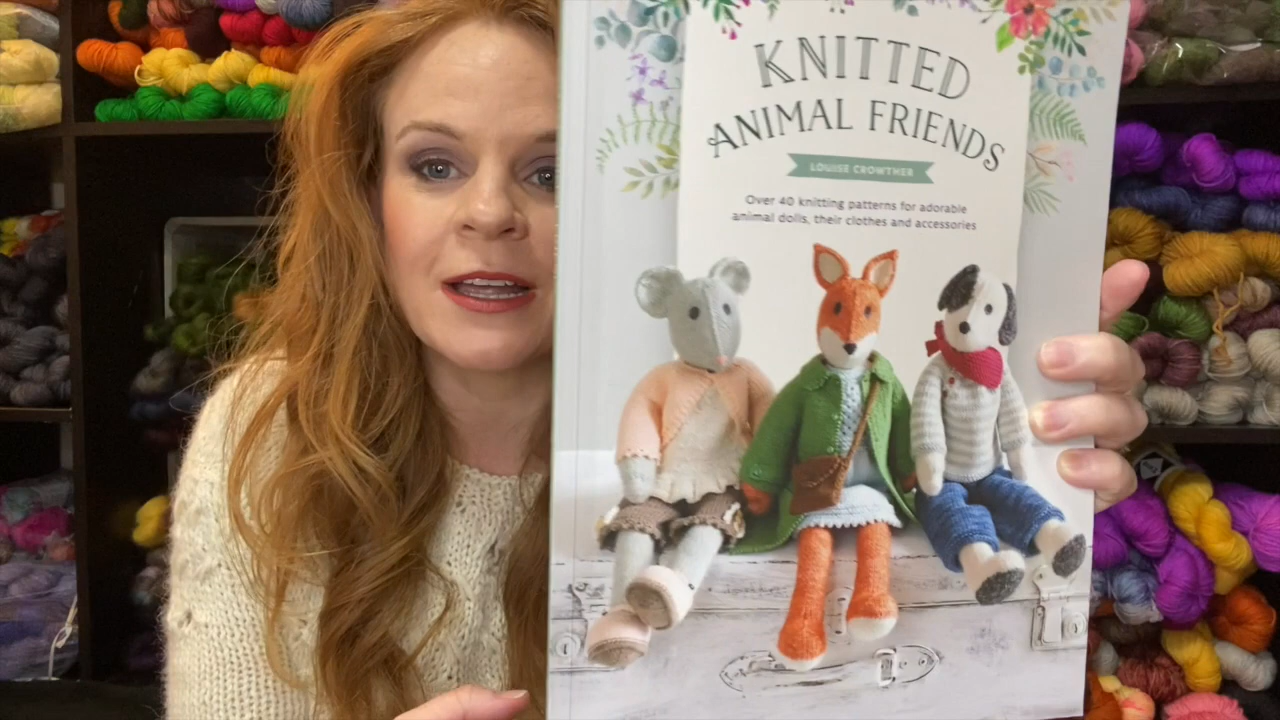 KNITTED
ANIMAL FRIENDS
LOUISE CROWTHER
Over 40 knitting patterns for adorable
animal dolls, their clothes and accessories